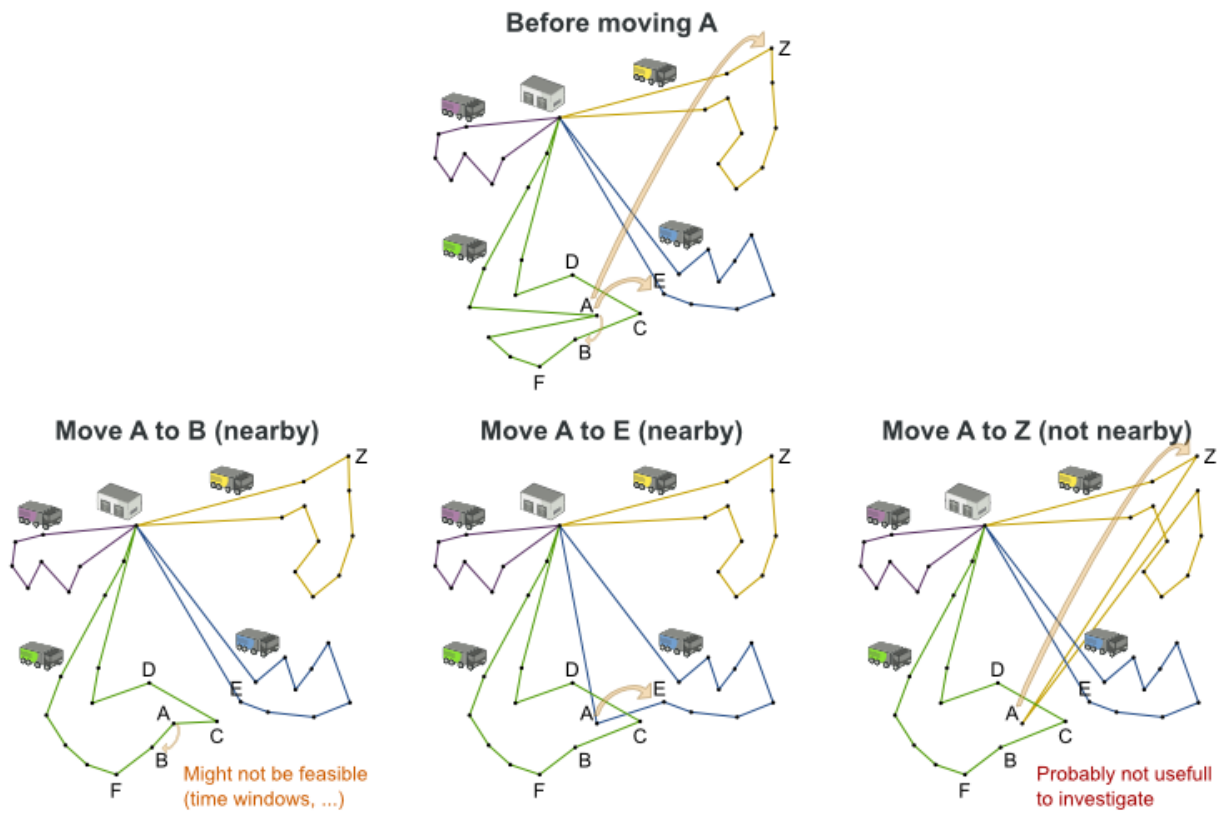 Before moving A
Z
D
E
A
C
B
F
Move A to B (nearby)
Z
D
E
A
C
B
F
Might not be feasible
(time windows, ...)
Move A to E (nearby)
Z
D
E
A
C
B
F
Move A to Z (not nearby)
Z
D
E
A
C
B
F
Probably not usefull
to investigate